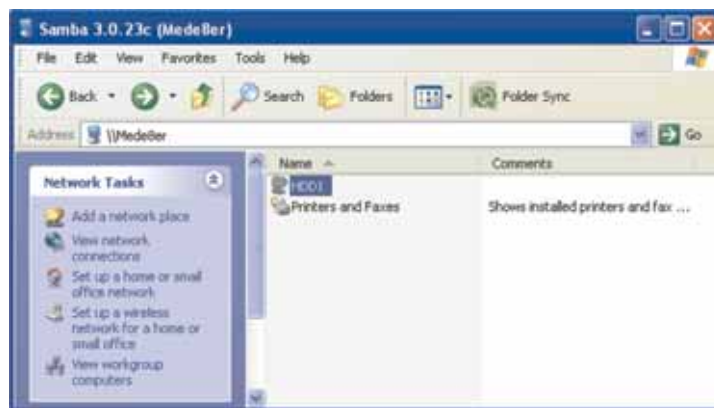 Samba 3.0.23c (MedeBer)
File Edit View Favorites Tools Help
Back Search Folders Folder Sync
Address \\MedeBer Go
Network Tasks
Add a network place
View network
connections
Set up a home or small
office network
Set up a wireless
network for a home or
small office
View workgroup
computers
Name Comments
HDD1
Printers and Faxes Shows installed printers and fax ...